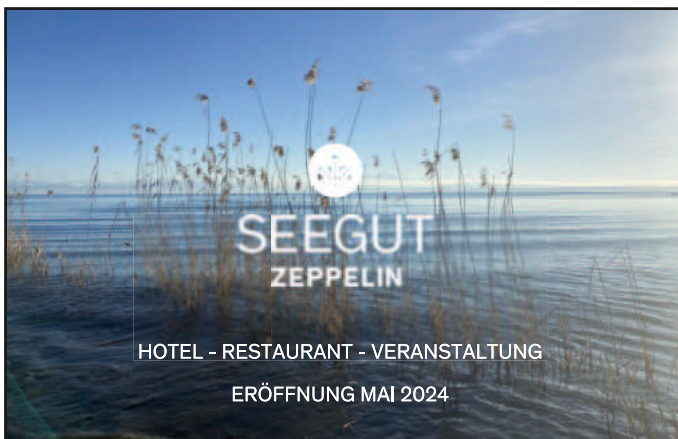 SEEGUT
ZEPPELIN
HOTEL - RESTAURANT - VERANSTALTUNG
ERÖFFNUNG MAI 2024